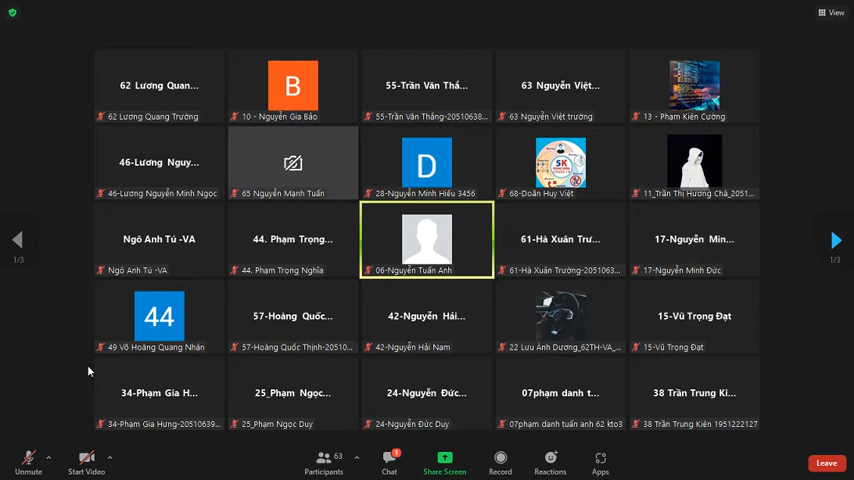 View
62 Lương Quan...
62 Lương Quang Trường
B
10 - Nguyễn Gia Bảo
55-Trần Văn Thắ...
55-Trần Văn Thắng-20510638...
63 Nguyễn Việt...
63 Nguyễn Việt trường
13 - Phạm Kiên Cường
46-Lương Nguy...
46-Lương Nguyễn Minh Ngọc
65 Nguyễn Mạnh Tuấn
D
28-Nguyễn Minh Hiếu 3456
5K
68-Doãn Huy Việt
11_Trần Thị Hương Chà_2051...
Ngô Anh Tú -VA
Ngô Anh Tú -VA
44. Phạm Trọng...
44. Phạm Trọng Nghĩa
06-Nguyễn Tuấn Anh
61-Hà Xuân Trư...
61-Hà Xuân Trường-2051063...
17-Nguyễn Min...
17-Nguyễn Minh Đức
1/3
1/3
44
49 Võ Hoàng Quang Nhân
57-Hoàng Quốc...
57-Hoàng Quốc Thịnh-20510...
42-Nguyễn Hải...
42-Nguyễn Hải Nam
22 Lưu Ánh Dương_62TH-VA_...
15-Vũ Trọng Đạt
15-Vũ Trọng Đạt
34-Phạm Gia H...
34-Phạm Gia Hưng-20510639...
25_Phạm Ngọc...
25_Phạm Ngọc Duy
24-Nguyễn Đức...
24-Nguyễn Đức Duy
07phạm danh t...
07phạm danh tuấn anh 62 kto3
38 Trần Trung Ki...
38 Trần Trung Kiên 1951222127
Unmute
Start Video
Participants
63
Chat
1
Share Screen
Record
Reactions
Apps
Leave